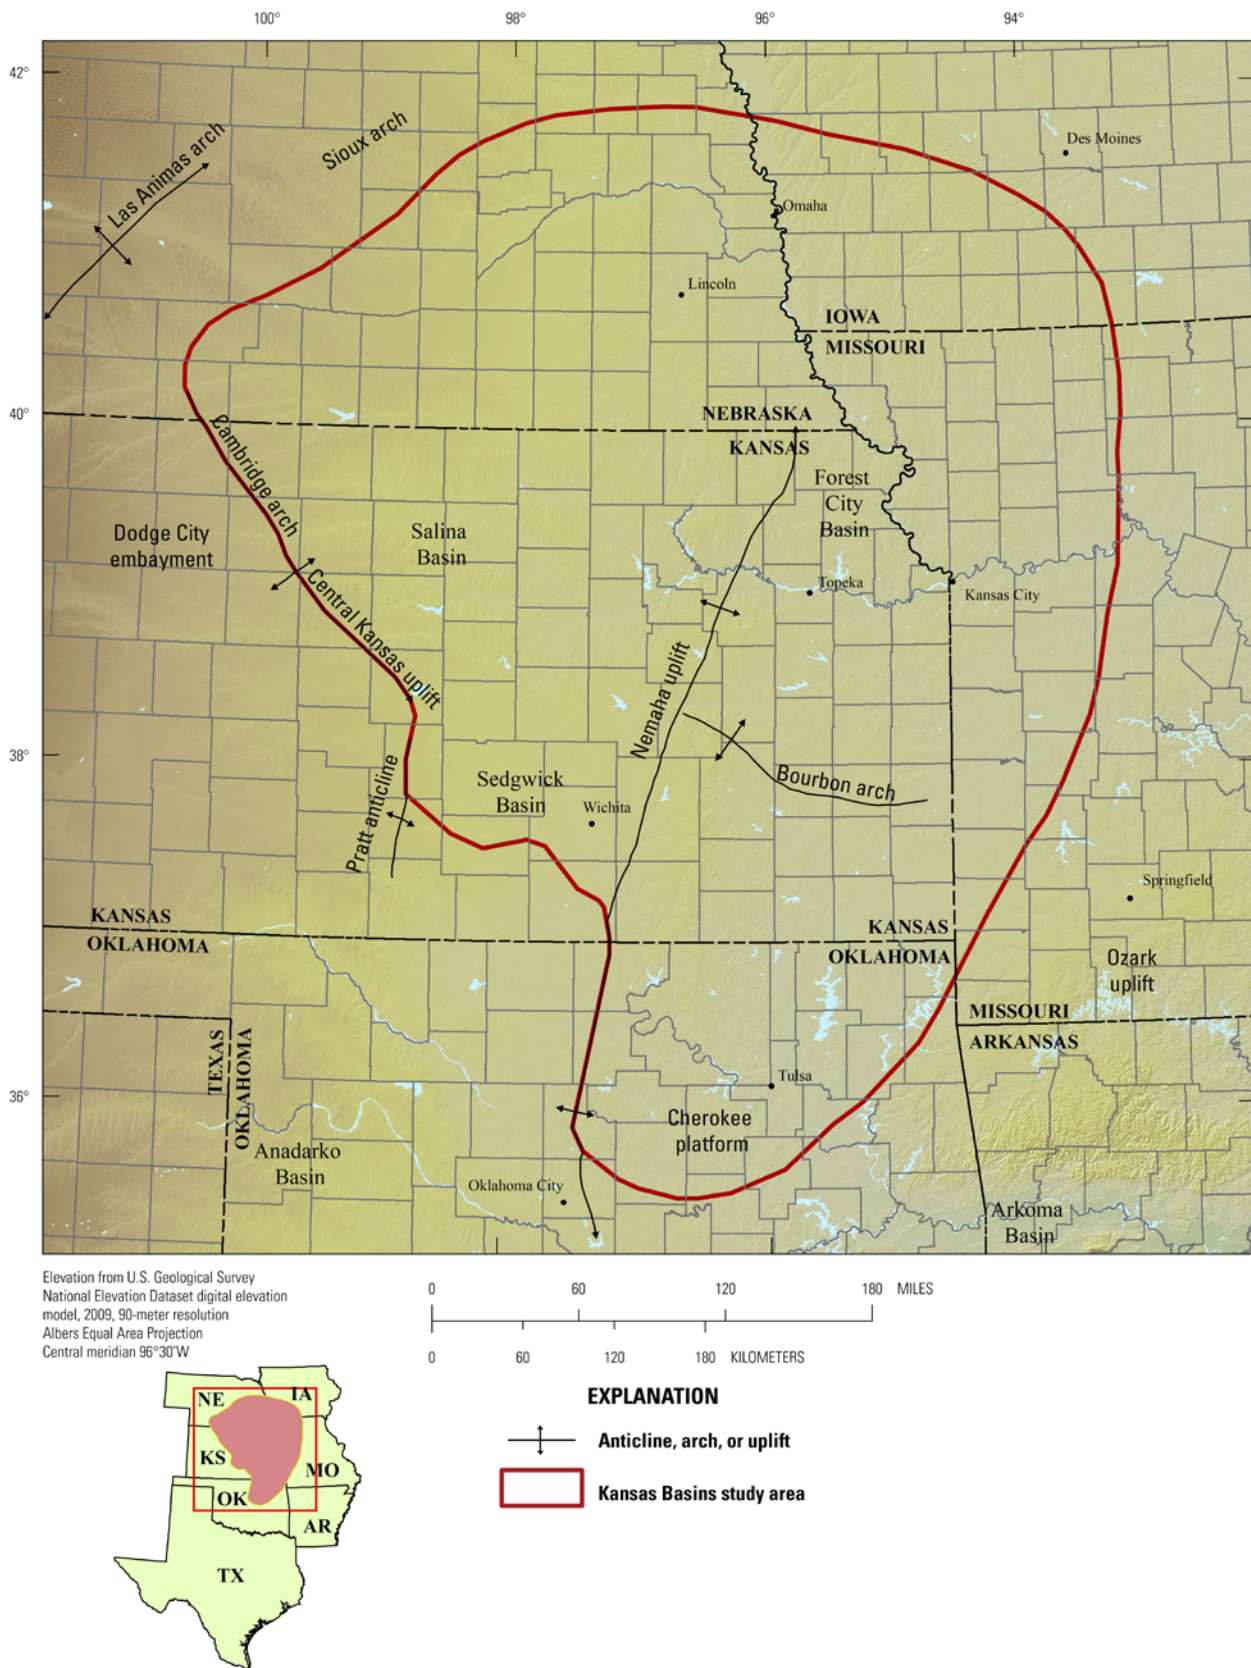 100°
98°
96°
94°
42°
Des Moines
Sioux arch
Las Animas arch
Omaha
Lincoln
IOWA
MISSOURI
40°
NEBRASKA
KANSAS
Cambridge arch
Forest
City
Basin
Dodge City
embayment
Salina
Basin
Topeka
Kansas City
Central Kansas uplift
Nemaha uplift
38°
Sedgwick
Basin
Bourbon arch
Wichita
Pratt anticline
Springfield
KANSAS
OKLAHOMA
KANSAS
OKLAHOMA
Ozark
uplift
MISSOURI
ARKANSAS
TEXAS
OKLAHOMA
36°
Tulsa
Cherokee
platform
Anadarko
Basin
Oklahoma City
Arkoma
Basin
Elevation from U.S. Geological Survey
National Elevation Dataset digital elevation
model, 2009, 90-meter resolution
Albers Equal Area Projection
Central meridian 96°30'W
0 60 120 180 MILES
0 60 120 180 KILOMETERS
EXPLANATION
Anticline, arch, or uplift
Kansas Basins study area
NE
IA
KS
MO
OK
AR
TX